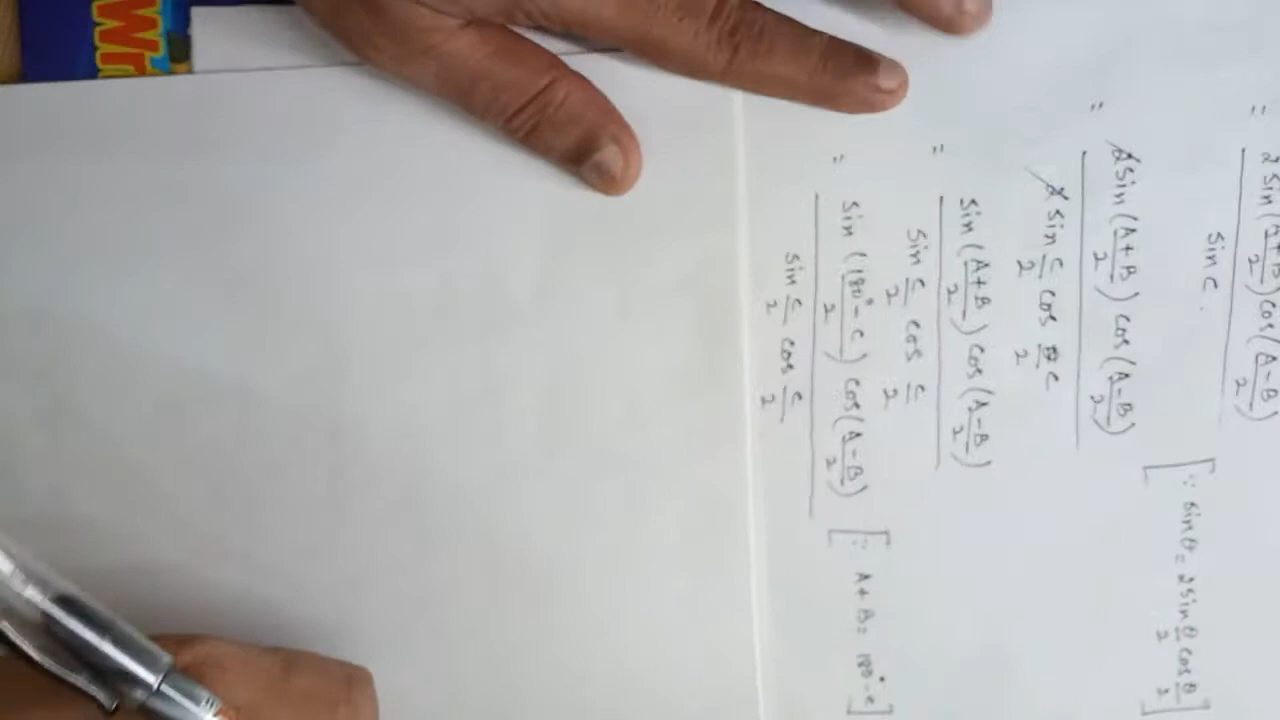 = 2 sin(A+B/2) cos(A-B/2)
sin C.
[∵ sinθ = 2 sin θ/2 cos θ/2]
= 2 sin(A+B/2) cos(A-B/2)
2 sin C/2 cos C/2
= sin(A+B/2) cos(A-B/2)
sin C/2 cos C/2
= sin(180°-C/2) cos(A-B/2) [∵ A+B = 180°-C]
sin C/2 cos C/2
Wri